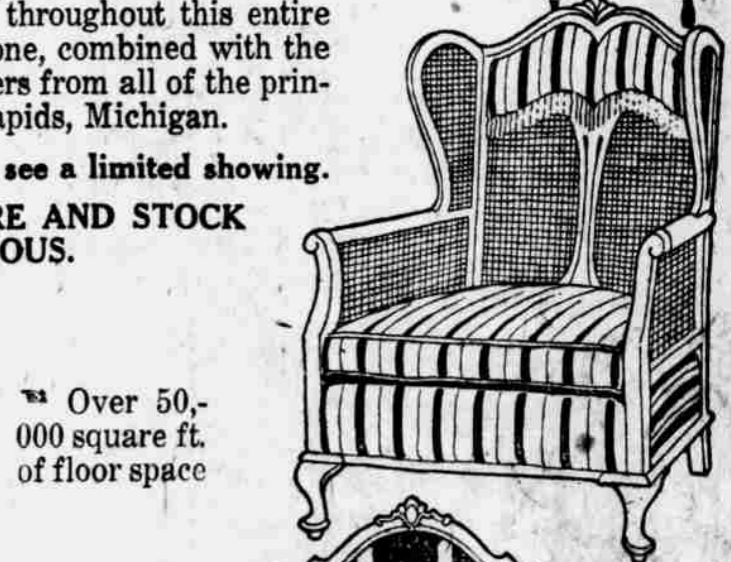 throughout this entire
one, combined with the
ers from all of the prin-
apids, Michigan.
see a limited showing.
RE AND STOCK
OUS.
Over 50,-
000 square ft.
of floor space